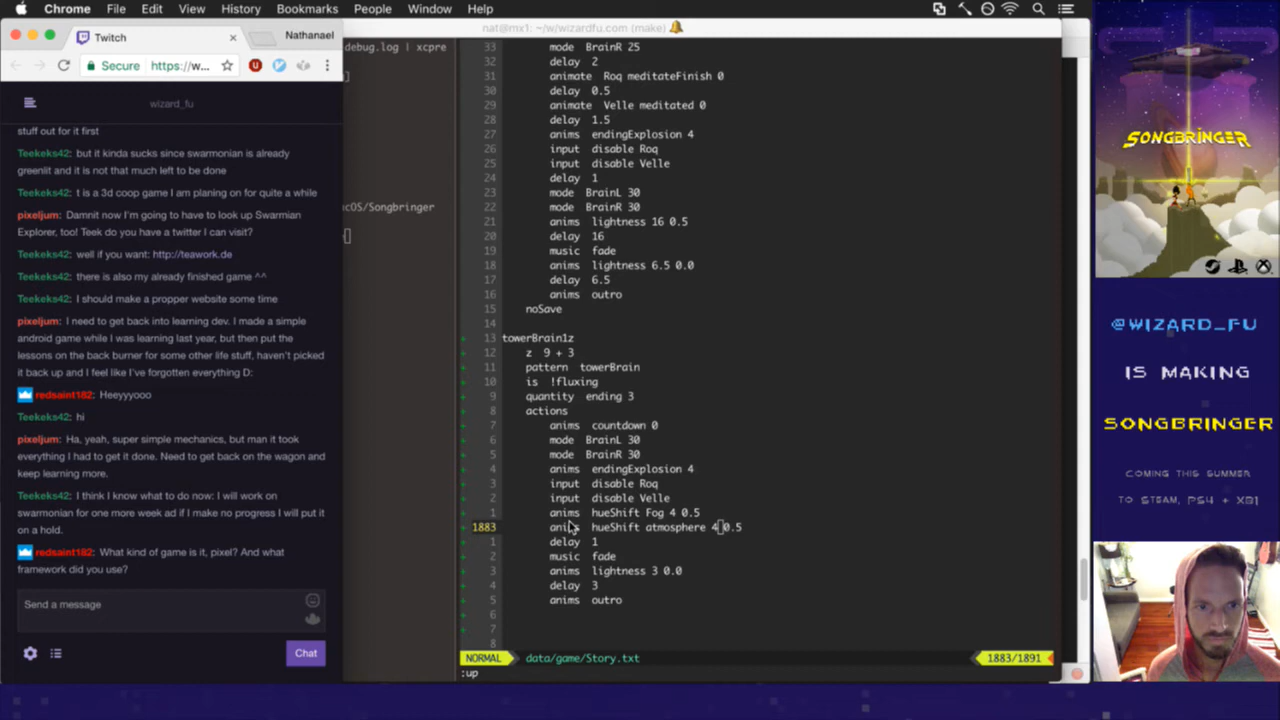 Chrome File Edit View History Bookmarks People Window Help
nat@mx1: ~/w/wizardfu.com (make)
Twitch
Nathanael
Secure https://w...
wizard_fu
stuff out for it first
Teekeks42: but it kinda sucks since swarmonian is already
greenlit and it is not that much left to be done
Teekeks42: t is a 3d coop game I am planing on for quite a while
pixeljum: Damnit now I'm going to have to look up Swarmian
Explorer, too! Teek do you have a twitter I can visit?
Teekeks42: well if you want: http://teawork.de
Teekeks42: there is also my already finished game ^^
Teekeks42: I should make a propper website some time
pixeljum: I need to get back into learning dev. I made a simple
android game while I was learning last year, but then put the
lessons on the back burner for some other life stuff, haven't picked
it back up and I feel like I've forgotten everything D:
redsaint182: Heeyyyooo
Teekeks42: hi
pixeljum: Ha, yeah, super simple mechanics, but man it took
everything I had to get it done. Need to get back on the wagon and
keep learning more.
Teekeks42: I think I know what to do now: I will work on
swarmonian for one more week ad if I make no progress I will put it
on a hold.
redsaint182: What kind of game is it, pixel? And what
framework did you use?
Send a message
Chat
debug.log | xcpre
]
acOS/Songbringer
33 mode BrainR 25
32 delay 2
31 animate Roq meditateFinish 0
30 delay 0.5
29 animate Velle meditated 0
28 delay 1.5
27 anims endingExplosion 4
26 input disable Roq
25 input disable Velle
24 delay 1
23 mode BrainL 30
22 mode BrainR 30
21 anims lightness 16 0.5
20 delay 16
19 music fade
18 anims lightness 6.5 0.0
17 delay 6.5
16 anims outro
15 noSave
14
+ 13 towerBrain1z
+ 12 z 9 + 3
+ 11 pattern towerBrain
+ 10 is !fluxing
+ 9 quantity ending 3
+ 8 actions
+ 7 anims countdown 0
+ 6 mode BrainL 30
+ 5 mode BrainR 30
+ 4 anims endingExplosion 4
+ 3 input disable Roq
+ 2 input disable Velle
+ 1 anims hueShift Fog 4 0.5
1883 anims hueShift atmosphere 4 0.5
+ 1 delay 1
+ 2 music fade
+ 3 anims lightness 3 0.0
+ 4 delay 3
+ 5 anims outro
+ 6
+ 7
8
NORMAL data/game/Story.txt 1883/1891
:up
SONGBRINGER
@WIZARD_FU
IS MAKING
SONGBRINGER
COMING THIS SUMMER
TO STEAM, PS4 + XB1